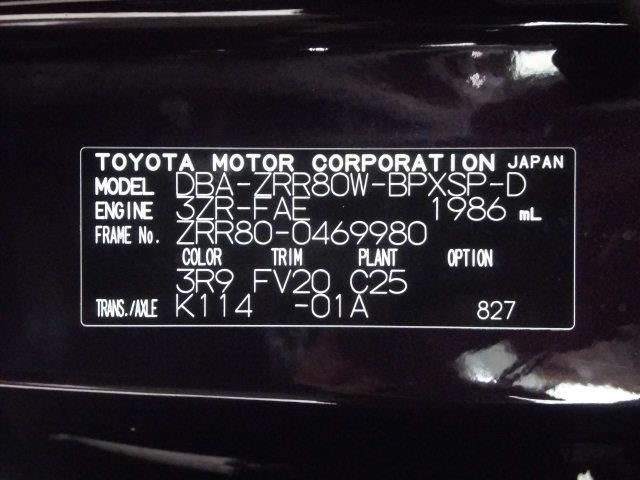 TOYOTA MOTOR CORPORATION JAPAN
MODEL DBA-ZRR80W-BPXSP-D
ENGINE 3ZR-FAE 1986 mL
FRAME No. ZRR80-0469980
COLOR TRIM PLANT OPTION
3R9 FV20 C25
TRANS./AXLE K114 -01A 827